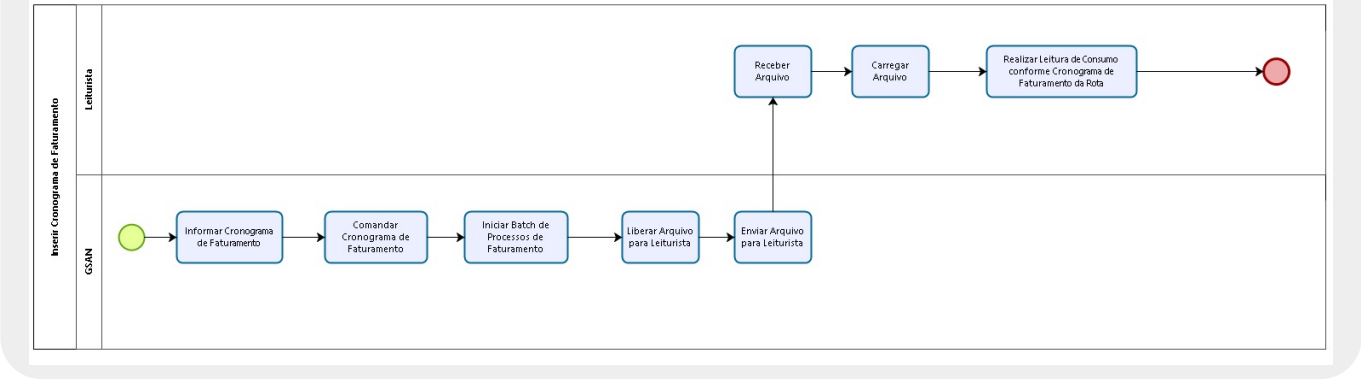 Inserir Cronograma de Faturamento
Leiturista
Receber
Arquivo
Carregar
Arquivo
Realizar Leitura de Consumo
conforme Cronograma de
Faturamento da Rota
GSAN
Informar Cronograma
de Faturamento
Comandar
Cronograma de
Faturamento
Iniciar Batch de
Processos de
Faturamento
Liberar Arquivo
para Leiturista
Enviar Arquivo
para Leiturista